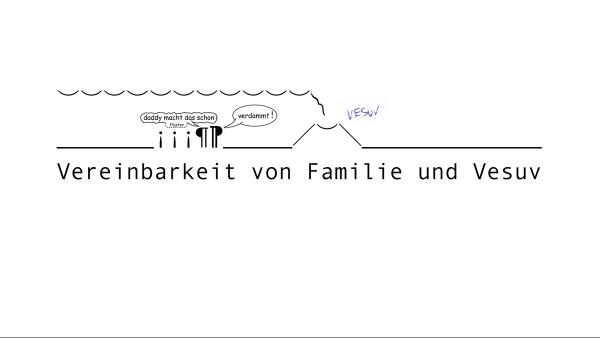 daddy macht das schon
flüster
verdammt !
VESUV
¡ ¡ ¡ ¶¶
Vereinbarkeit von Familie und Vesuv